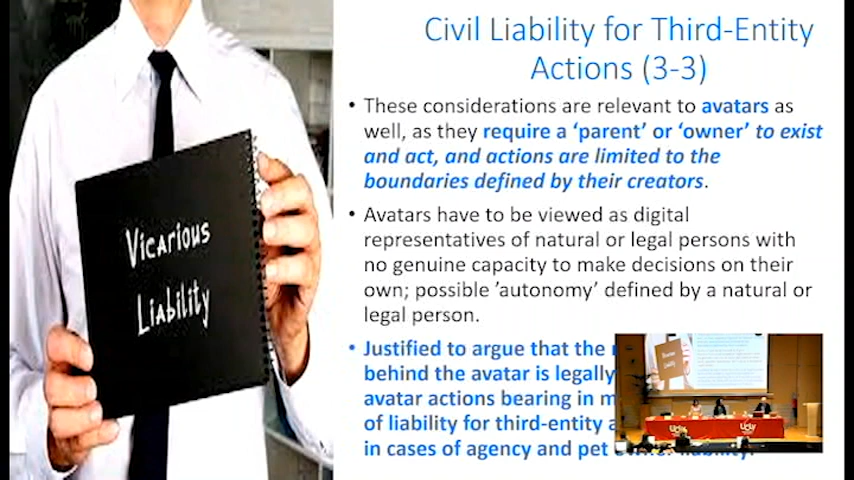 Civil Liability for Third-Entity
Actions (3-3)
• These considerations are relevant to avatars as
well, as they require a ‘parent’ or ‘owner’ to exist
and act, and actions are limited to the
boundaries defined by their creators.
• Avatars have to be viewed as digital
representatives of natural or legal persons with
no genuine capacity to make decisions on their
own; possible ’autonomy’ defined by a natural or
legal person.
• Justified to argue that the
behind the avatar is legally
avatar actions bearing in
of liability for third-entity
in cases of agency and pet owner liability.
Vicarious
Liability